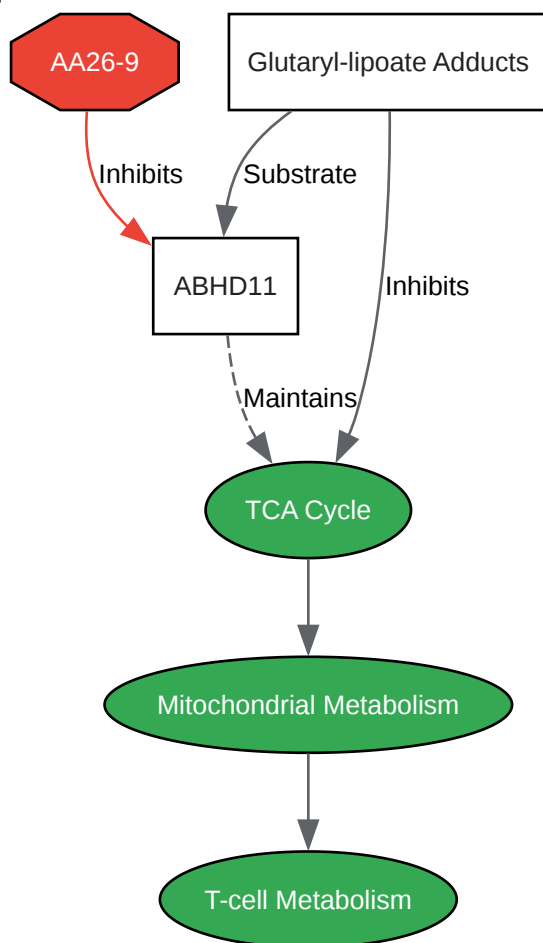 AA26-9
Glutaryl-lipoate Adducts
Inhibits
Substrate
ABHD11
Inhibits
Maintains
TCA Cycle
Mitochondrial Metabolism
T-cell Metabolism